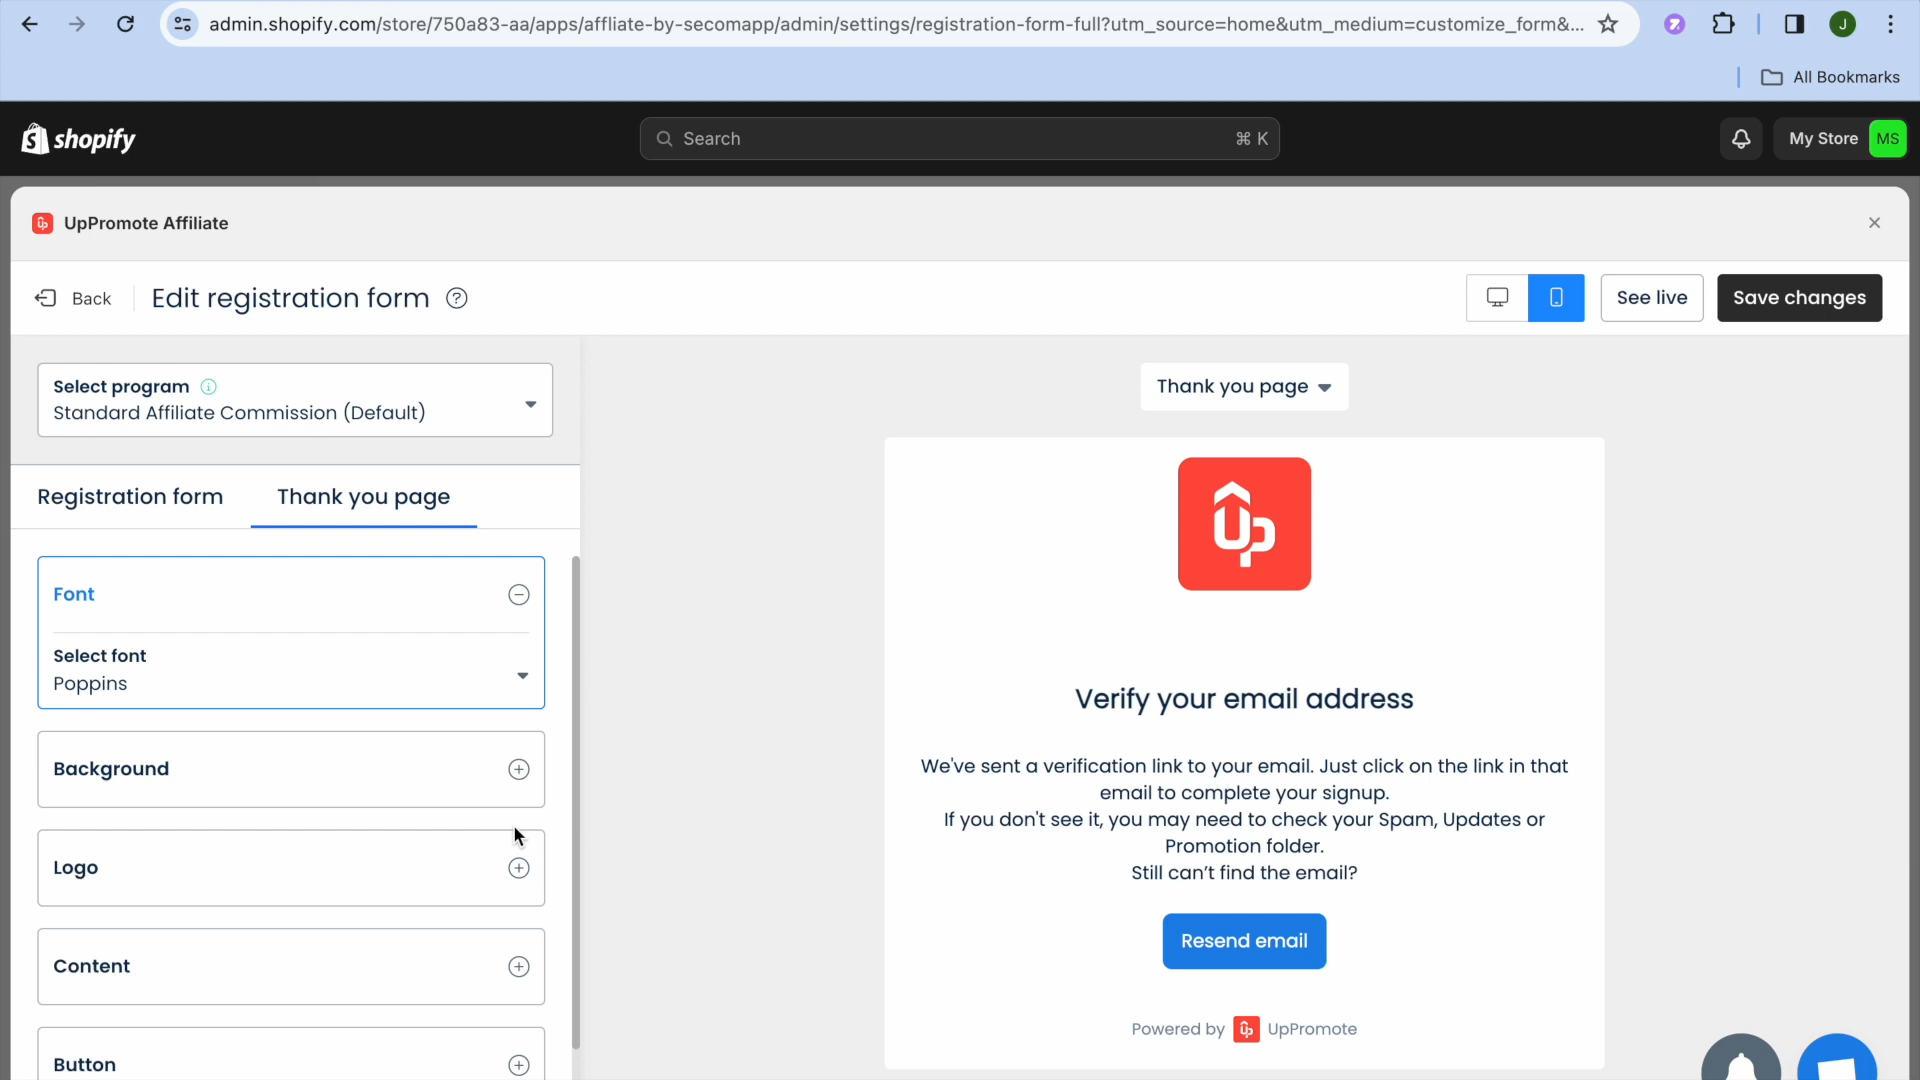 admin.shopify.com/store/750a83-aa/apps/affliate-by-secomapp/admin/settings/registration-form-full?utm_source=home&utm_medium=customize_form&...
J
All Bookmarks
shopify
Search
⌘ K
My Store
MS
UpPromote Affiliate
Back
Edit registration form
See live
Save changes
Select program
Standard Affiliate Commission (Default)
Thank you page
Registration form
Thank you page
Font
Select font
Poppins
Background
Logo
Content
Button
Up
Verify your email address
We've sent a verification link to your email. Just click on the link in that
email to complete your signup.
If you don't see it, you may need to check your Spam, Updates or
Promotion folder.
Still can't find the email?
Resend email
Powered by UpPromote